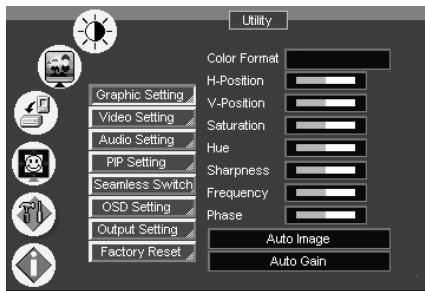 Utility
Graphic Setting
Video Setting
Audio Setting
PIP Setting
Seamless Switch
OSD Setting
Output Setting
Factory Reset
Color Format
H-Position
V-Position
Saturation
Hue
Sharpness
Frequency
Phase
Auto Image
Auto Gain